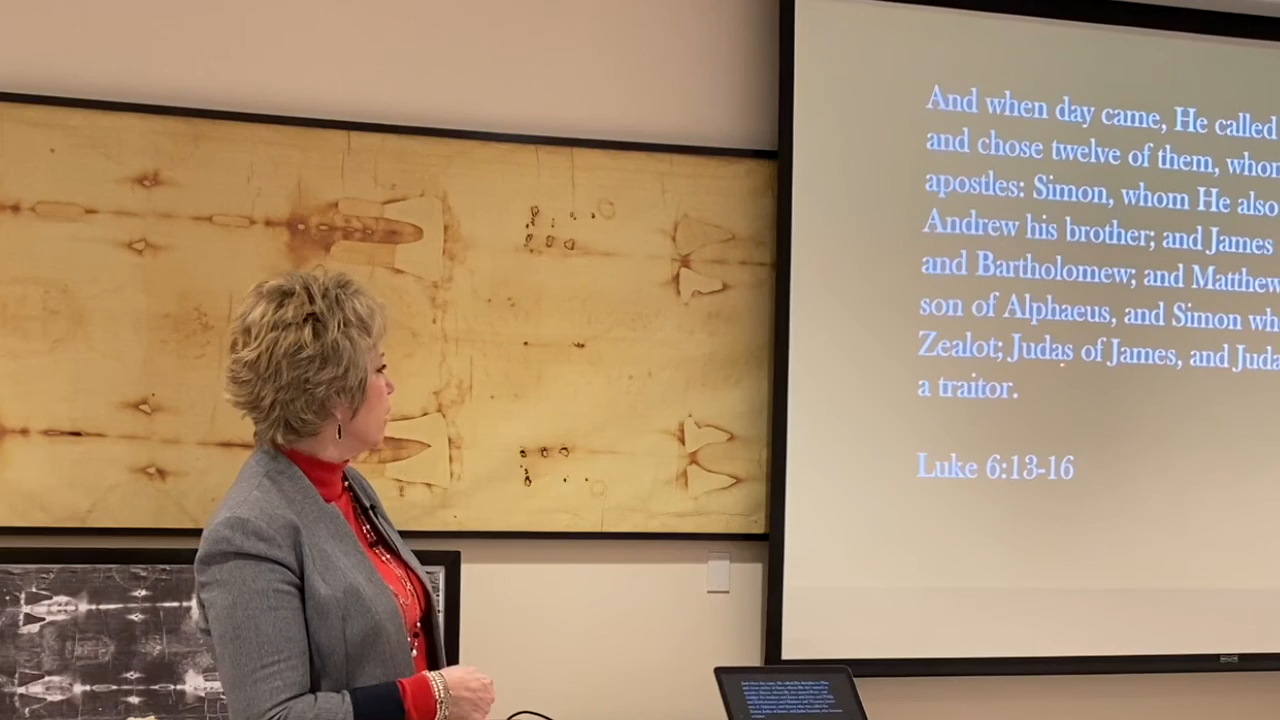 And when day came, He called
and chose twelve of them, whom
apostles: Simon, whom He also
Andrew his brother; and James
and Bartholomew; and Matthew
son of Alphaeus, and Simon
Zealot; Judas of James, and
a traitor.
Luke 6:13-16